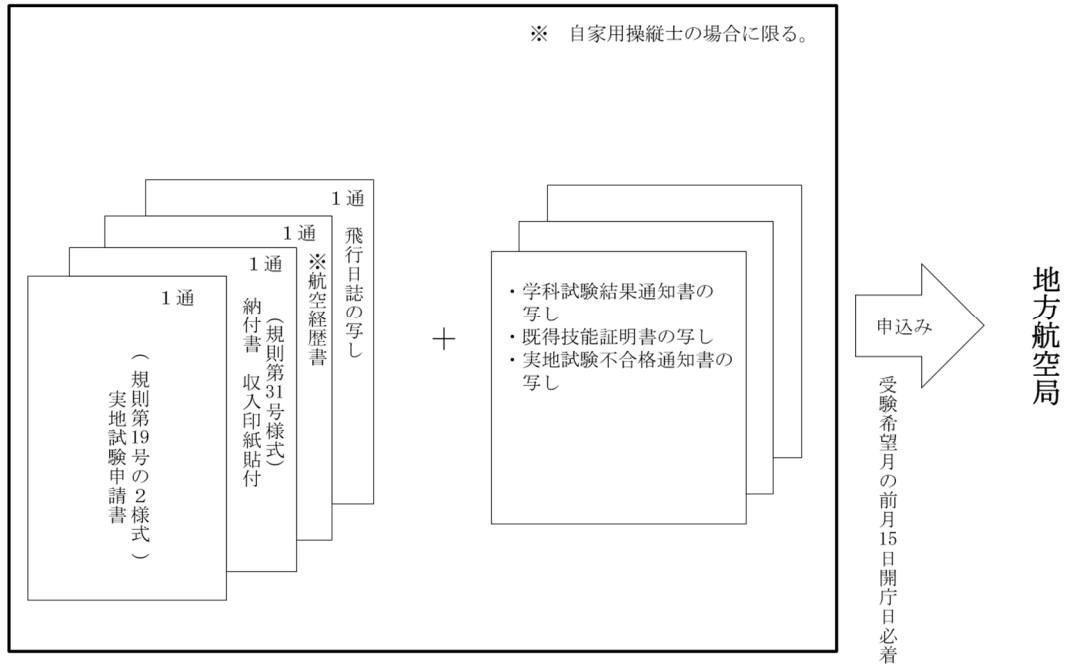 ※　自家用操縦士の場合に限る。
1通
飛行日誌の写し
1通
※航空経歴書
1通
（規則第31号様式）
納付書　収入印紙貼付
1通
（規則第19号の2様式）
実地試験申請書
＋
・学科試験結果通知書の
写し
・既得技能証明書の写し
・実地試験不合格通知書の
写し
申込み
受験希望月の前月15日開庁日必着
地方航空局